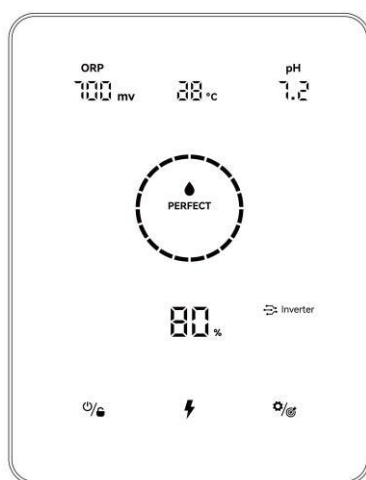 ORP
pH
700 mv
28 °C
7.2
PERFECT
80 %
Inverter